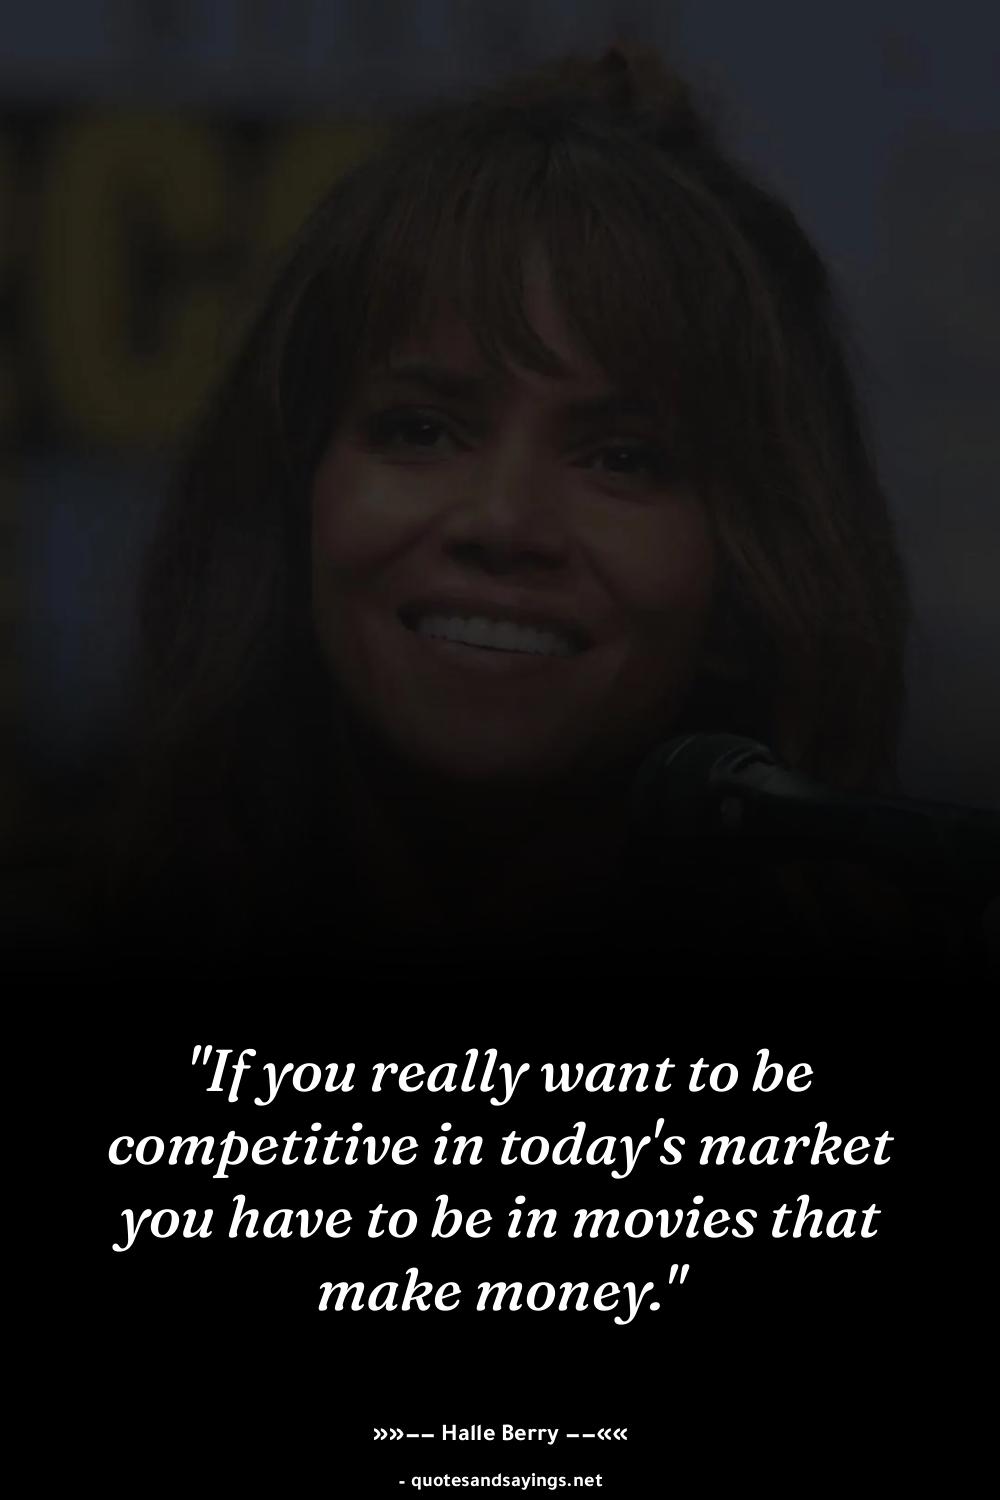 "If you really want to be
competitive in today's market
you have to be in movies that
make money."
»»−− Halle Berry −−««
- quotesandsayings.net